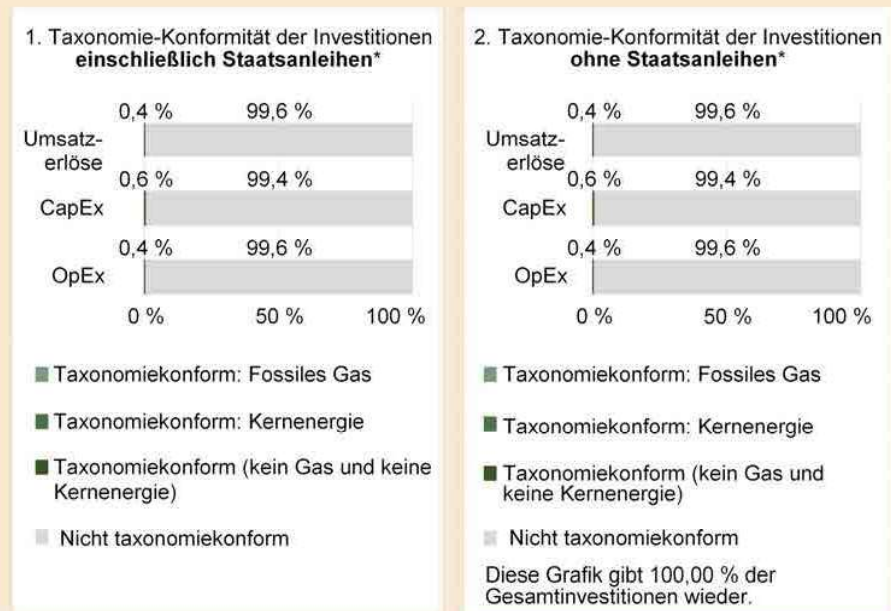 1. Taxonomie-Konformität der Investitionen
einschließlich Staatsanleihen*
0,4 % 99,6 %
Umsatz-
erlöse
0,6 % 99,4 %
CapEx
0,4 % 99,6 %
OpEx
0 % 50 % 100 %
Taxonomiekonform: Fossiles Gas
Taxonomiekonform: Kernenergie
Taxonomiekonform (kein Gas und keine
Kernenergie)
Nicht taxonomiekonform
2. Taxonomie-Konformität der Investitionen
ohne Staatsanleihen*
0,4 % 99,6 %
Umsatz-
erlöse
0,6 % 99,4 %
CapEx
0,4 % 99,6 %
OpEx
0 % 50 % 100 %
Taxonomiekonform: Fossiles Gas
Taxonomiekonform: Kernenergie
Taxonomiekonform (kein Gas und
keine Kernenergie)
Nicht taxonomiekonform
Diese Grafik gibt 100,00 % der
Gesamtinvestitionen wieder.